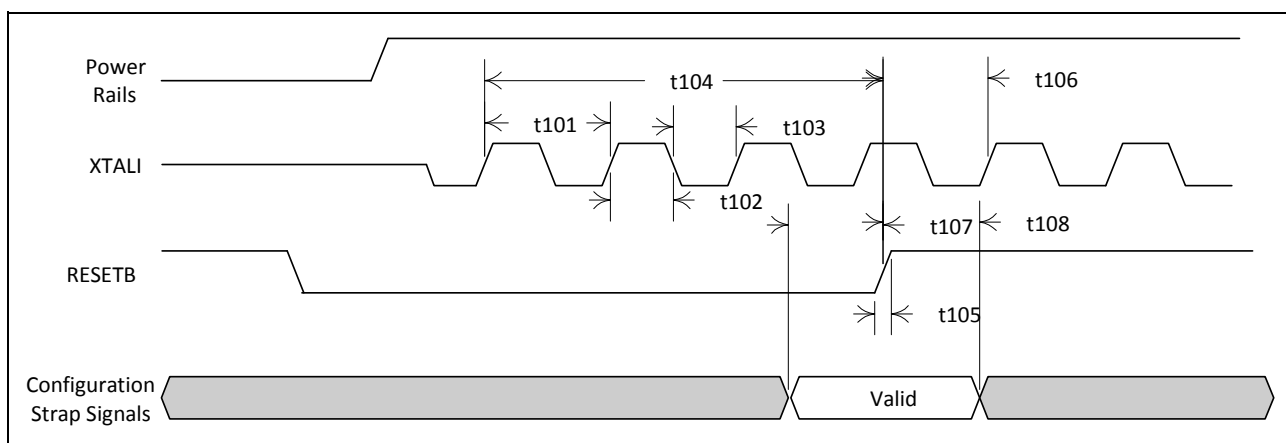 Power
Rails
t104
t106
t101
t103
XTALI
t102
t107
t108
RESETB
t105
Configuration
Strap Signals
Valid